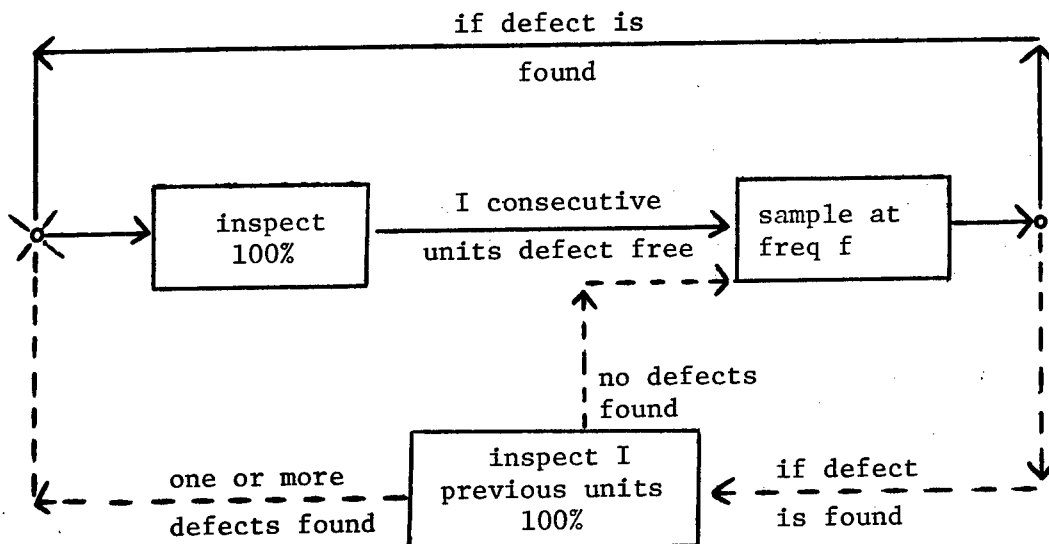 if defect is
found
inspect
100%
I consecutive
units defect free
sample at
freq f
no defects
found
inspect I
previous units
100%
one or more
defects found
if defect
is found